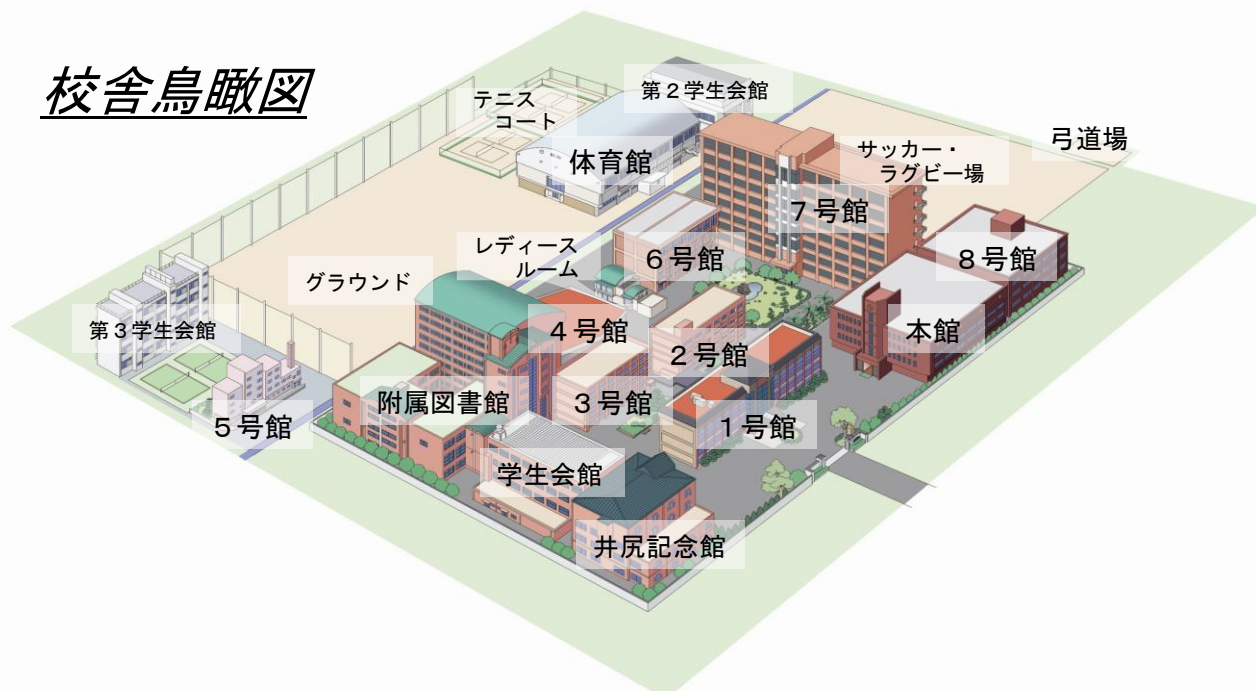 校舎鳥瞰図
テニス
コート
第２学生会館
体育館
サッカー・
ラグビー場
弓道場
７号館
レディース
ルーム
６号館
８号館
グラウンド
第３学生会館
４号館
２号館
本館
附属図書館
３号館
１号館
５号館
学生会館
井尻記念館